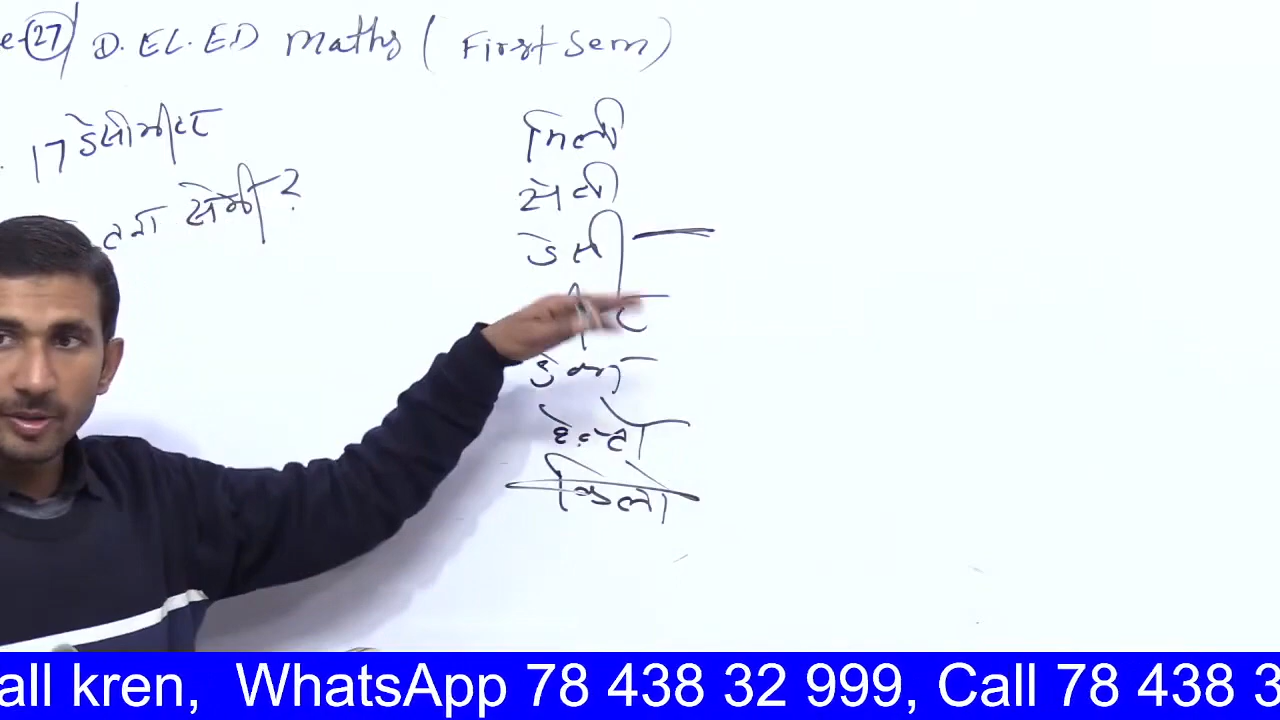 e-27 D.EL.ED Maths ( First Sem )
17 डेसीमीटर
सेमी ?
मिली
सेंटी
डेसी
डेका
हेक्टो
किलो
all kren, WhatsApp 78 438 32 999, Call 78 438 3